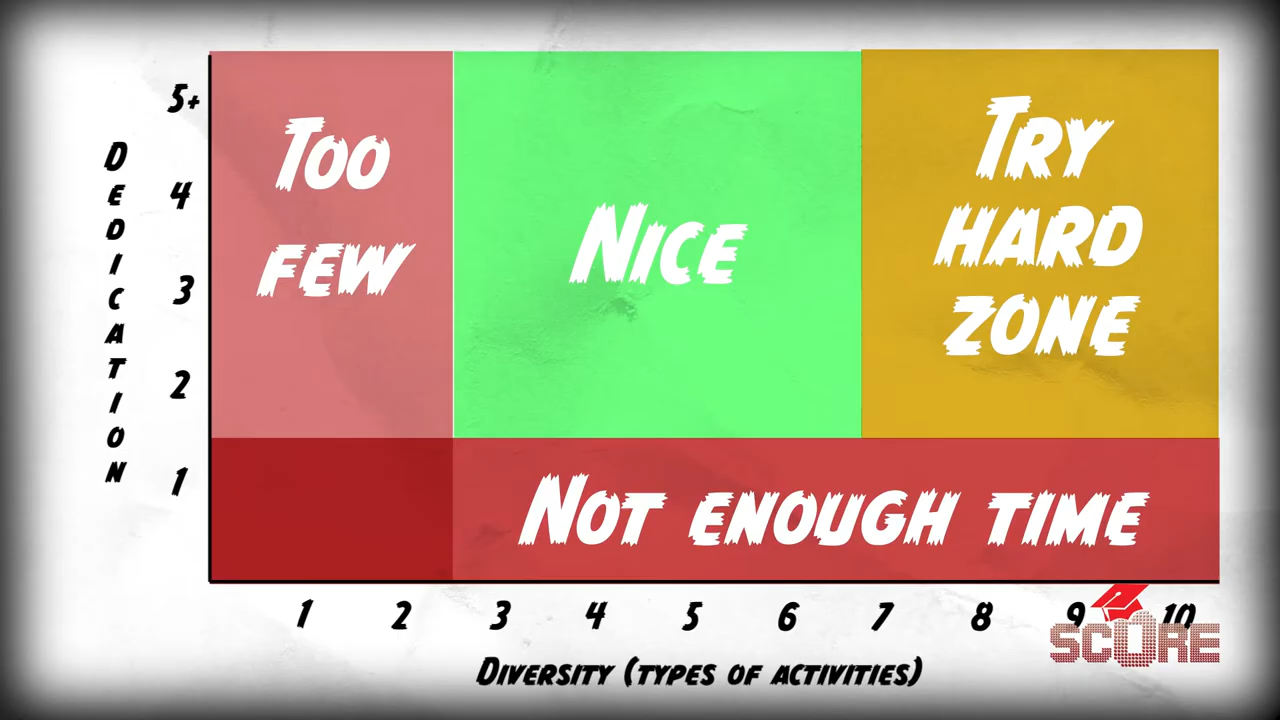 Too
few
Nice
Try
hard
zone
Not enough time
Dedication
5+
4
3
2
1
1 2 3 4 5 6 7 8 9 10
Diversity (types of activities)
SCORE